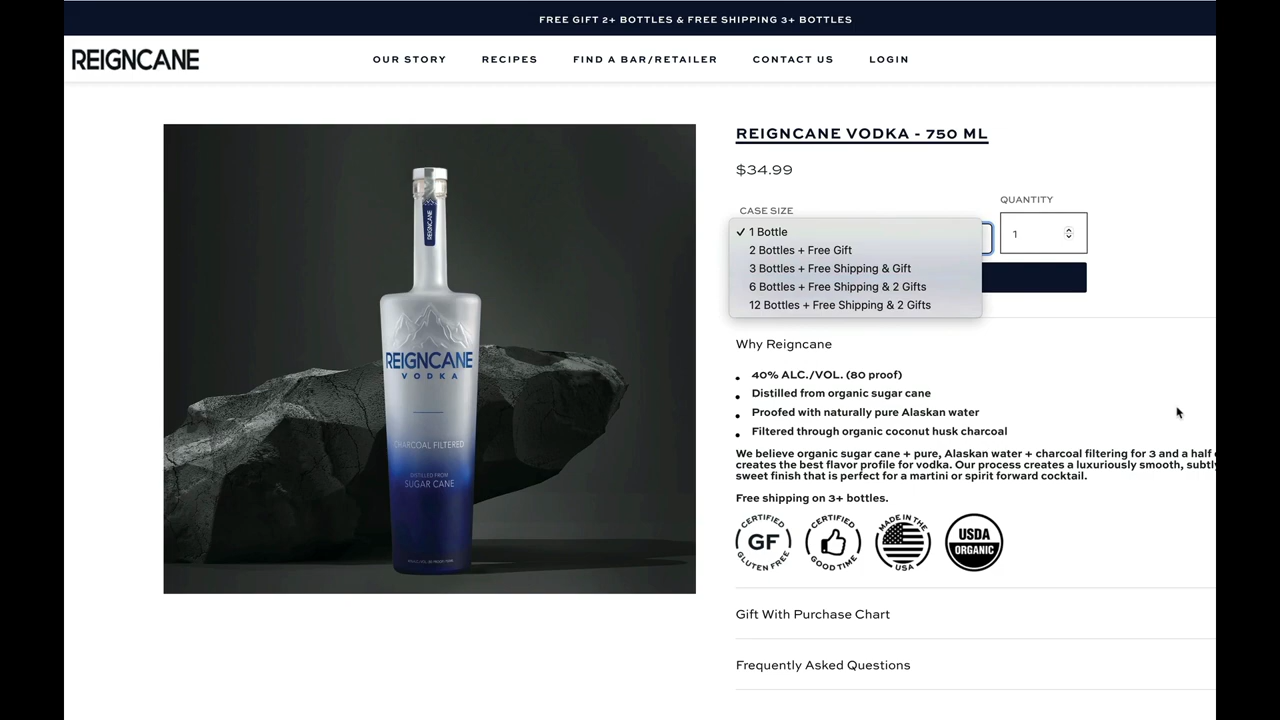 FREE GIFT 2+ BOTTLES & FREE SHIPPING 3+ BOTTLES
REIGNCANE
OUR STORY
RECIPES
FIND A BAR/RETAILER
CONTACT US
LOGIN
REIGNCANE VODKA - 750 ML
$34.99
CASE SIZE
QUANTITY
✓ 1 Bottle
2 Bottles + Free Gift
3 Bottles + Free Shipping & Gift
6 Bottles + Free Shipping & 2 Gifts
12 Bottles + Free Shipping & 2 Gifts
1
REIGNCANE
REIGNCANE
VODKA
CHARCOAL FILTERED
DISTILLED FROM
SUGAR CANE
Why Reigncane
40% ALC./VOL. (80 proof)
Distilled from organic sugar cane
Proofed with naturally pure Alaskan water
Filtered through organic coconut husk charcoal
We believe organic sugar cane + pure, Alaskan water + charcoal filtering for 3 and a half
creates the best flavor profile for vodka. Our process creates a luxuriously smooth, subtly
sweet finish that is perfect for a martini or spirit forward cocktail.
Free shipping on 3+ bottles.
CERTIFIED GF GLUTEN FREE
CERTIFIED GOOD TIME
MADE IN THE USA
USDA ORGANIC
Gift With Purchase Chart
Frequently Asked Questions